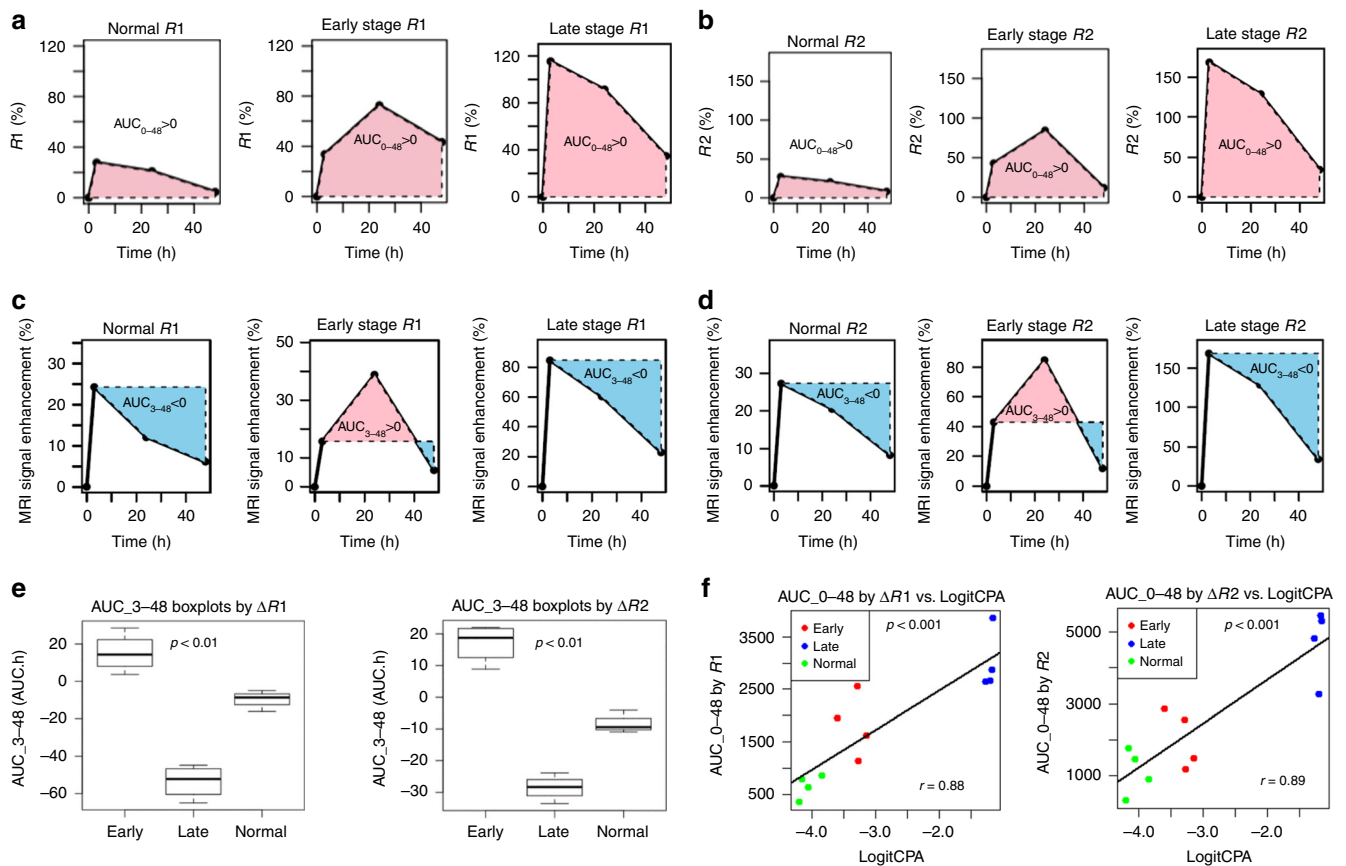 a
Normal R1
R1 (%)
120
80
40
0
AUC0–48>0
0 20 40
Time (h)
Early stage R1
R1 (%)
120
80
40
0
AUC0–48>0
0 20 40
Time (h)
Late stage R1
R1 (%)
120
80
40
0
AUC0–48>0
0 20 40
Time (h)
b
Normal R2
R2 (%)
150
100
50
0
AUC0–48>0
0 20 40
Time (h)
Early stage R2
R2 (%)
150
100
50
0
AUC0–48>0
0 20 40
Time (h)
Late stage R2
R2 (%)
150
100
50
0
AUC0–48>0
0 20 40
Time (h)
c
Normal R1
MRI signal enhancement (%)
30
20
10
0
AUC3–48<0
0 20 40
Time (h)
Early stage R1
MRI signal enhancement (%)
50
30
10
0
AUC3–48>0
0 20 40
Time (h)
Late stage R1
MRI signal enhancement (%)
80
60
40
20
0
AUC3–48<0
0 20 40
Time (h)
d
Normal R2
MRI signal enhancement (%)
30
20
10
0
AUC3–48<0
0 20 40
Time (h)
Early stage R2
MRI signal enhancement (%)
80
60
40
20
0
AUC3–48>0
0 20 40
Time (h)
Late stage R2
MRI signal enhancement (%)
150
100
50
0
AUC3–48<0
0 20 40
Time (h)
e
AUC_3–48 boxplots by ΔR1
AUC_3–48 (AUC.h)
20
0
−20
−40
−60
p < 0.01
Early Late Normal
AUC_3–48 boxplots by ΔR2
AUC_3–48 (AUC.h)
20
10
0
−10
−20
−30
p < 0.01
Early Late Normal
f
AUC_0–48 by ΔR1 vs. LogitCPA
AUC_0–48 by R1
3500
2500
1500
500
Early
Late
Normal
p < 0.001
r = 0.88
−4.0 −3.0 −2.0
LogitCPA
AUC_0–48 by ΔR2 vs. LogitCPA
AUC_0–48 by R2
5000
3000
1000
Early
Late
Normal
p < 0.001
r = 0.89
−4.0 −3.0 −2.0
LogitCPA